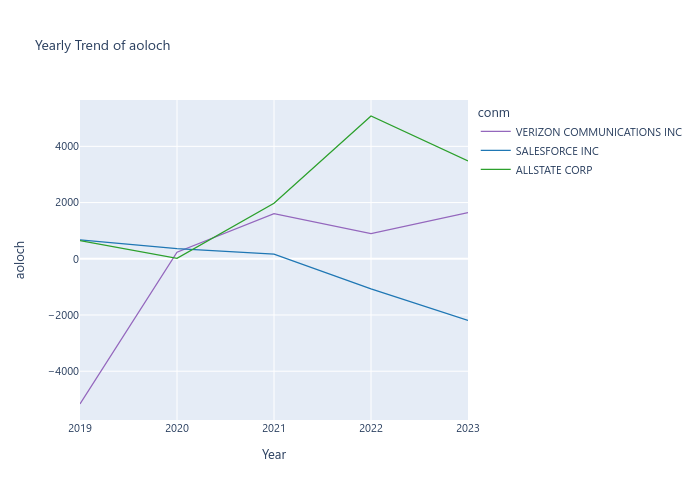 Yearly Trend of aoloch
conm
VERIZON COMMUNICATIONS INC
SALESFORCE INC
ALLSTATE CORP
aoloch
4000
2000
0
−2000
−4000
2019 2020 2021 2022 2023
Year